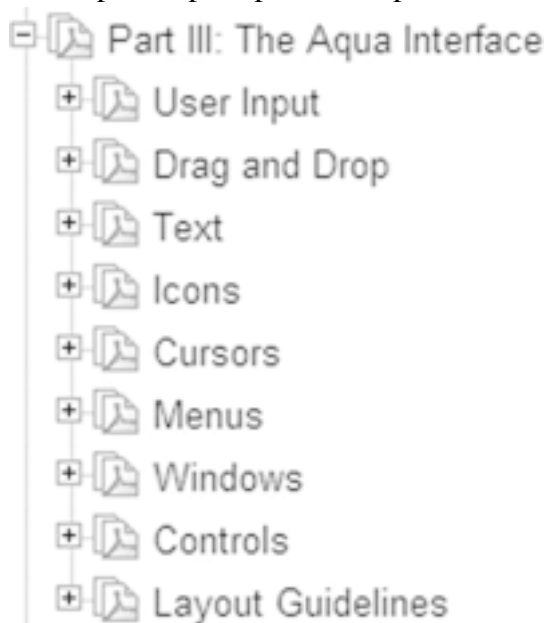 Part III: The Aqua Interface
User Input
Drag and Drop
Text
Icons
Cursors
Menus
Windows
Controls
Layout Guidelines